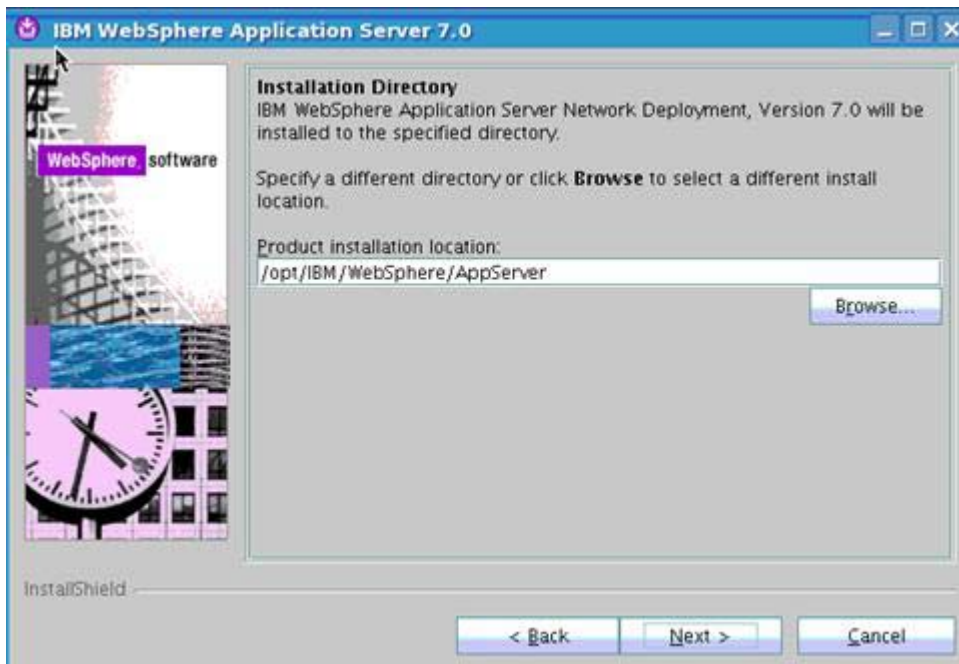 IBM WebSphere Application Server 7.0
WebSphere. software
Installation Directory
IBM WebSphere Application Server Network Deployment, Version 7.0 will be
installed to the specified directory.
Specify a different directory or click Browse to select a different install
location.
Product installation location:
/opt/IBM/WebSphere/AppServer
Browse...
InstallShield
< Back
Next >
Cancel